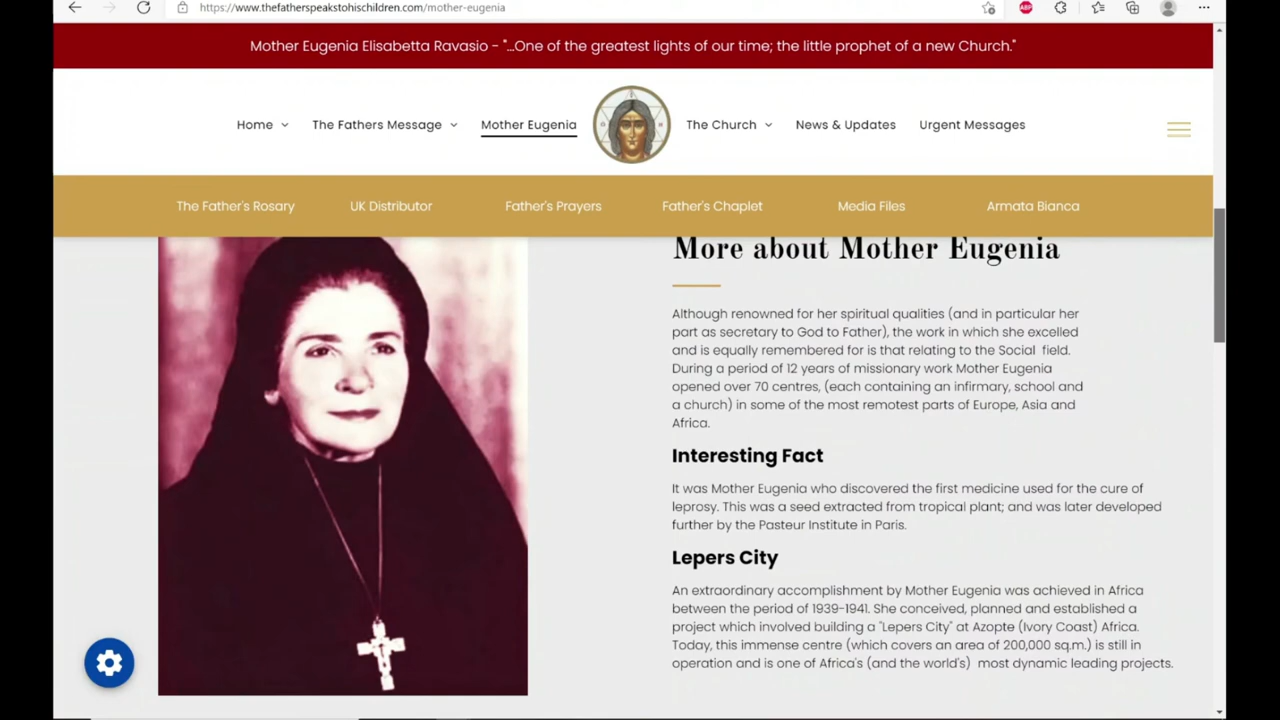 https://www.thefatherspeakstohischildren.com/mother-eugenia
ABP
Mother Eugenia Elisabetta Ravasio - "...One of the greatest lights of our time; the little prophet of a new Church."
Home
The Fathers Message
Mother Eugenia
The Church
News & Updates
Urgent Messages
The Father's Rosary
UK Distributor
Father's Prayers
Father's Chaplet
Media Files
Armata Bianca
More about Mother Eugenia
Although renowned for her spiritual qualities (and in particular her
part as secretary to God to Father), the work in which she excelled
and is equally remembered for is that relating to the Social field.
During a period of 12 years of missionary work Mother Eugenia
opened over 70 centres, (each containing an infirmary, school and
a church) in some of the most remotest parts of Europe, Asia and
Africa.
Interesting Fact
It was Mother Eugenia who discovered the first medicine used for the cure of
leprosy. This was a seed extracted from tropical plant; and was later developed
further by the Pasteur Institute in Paris.
Lepers City
An extraordinary accomplishment by Mother Eugenia was achieved in Africa
between the period of 1939-1941. She conceived, planned and established a
project which involved building a "Lepers City" at Azopte (Ivory Coast) Africa.
Today, this immense centre (which covers an area of 200,000 sq.m.) is still in
operation and is one of Africa's (and the world's) most dynamic leading projects.